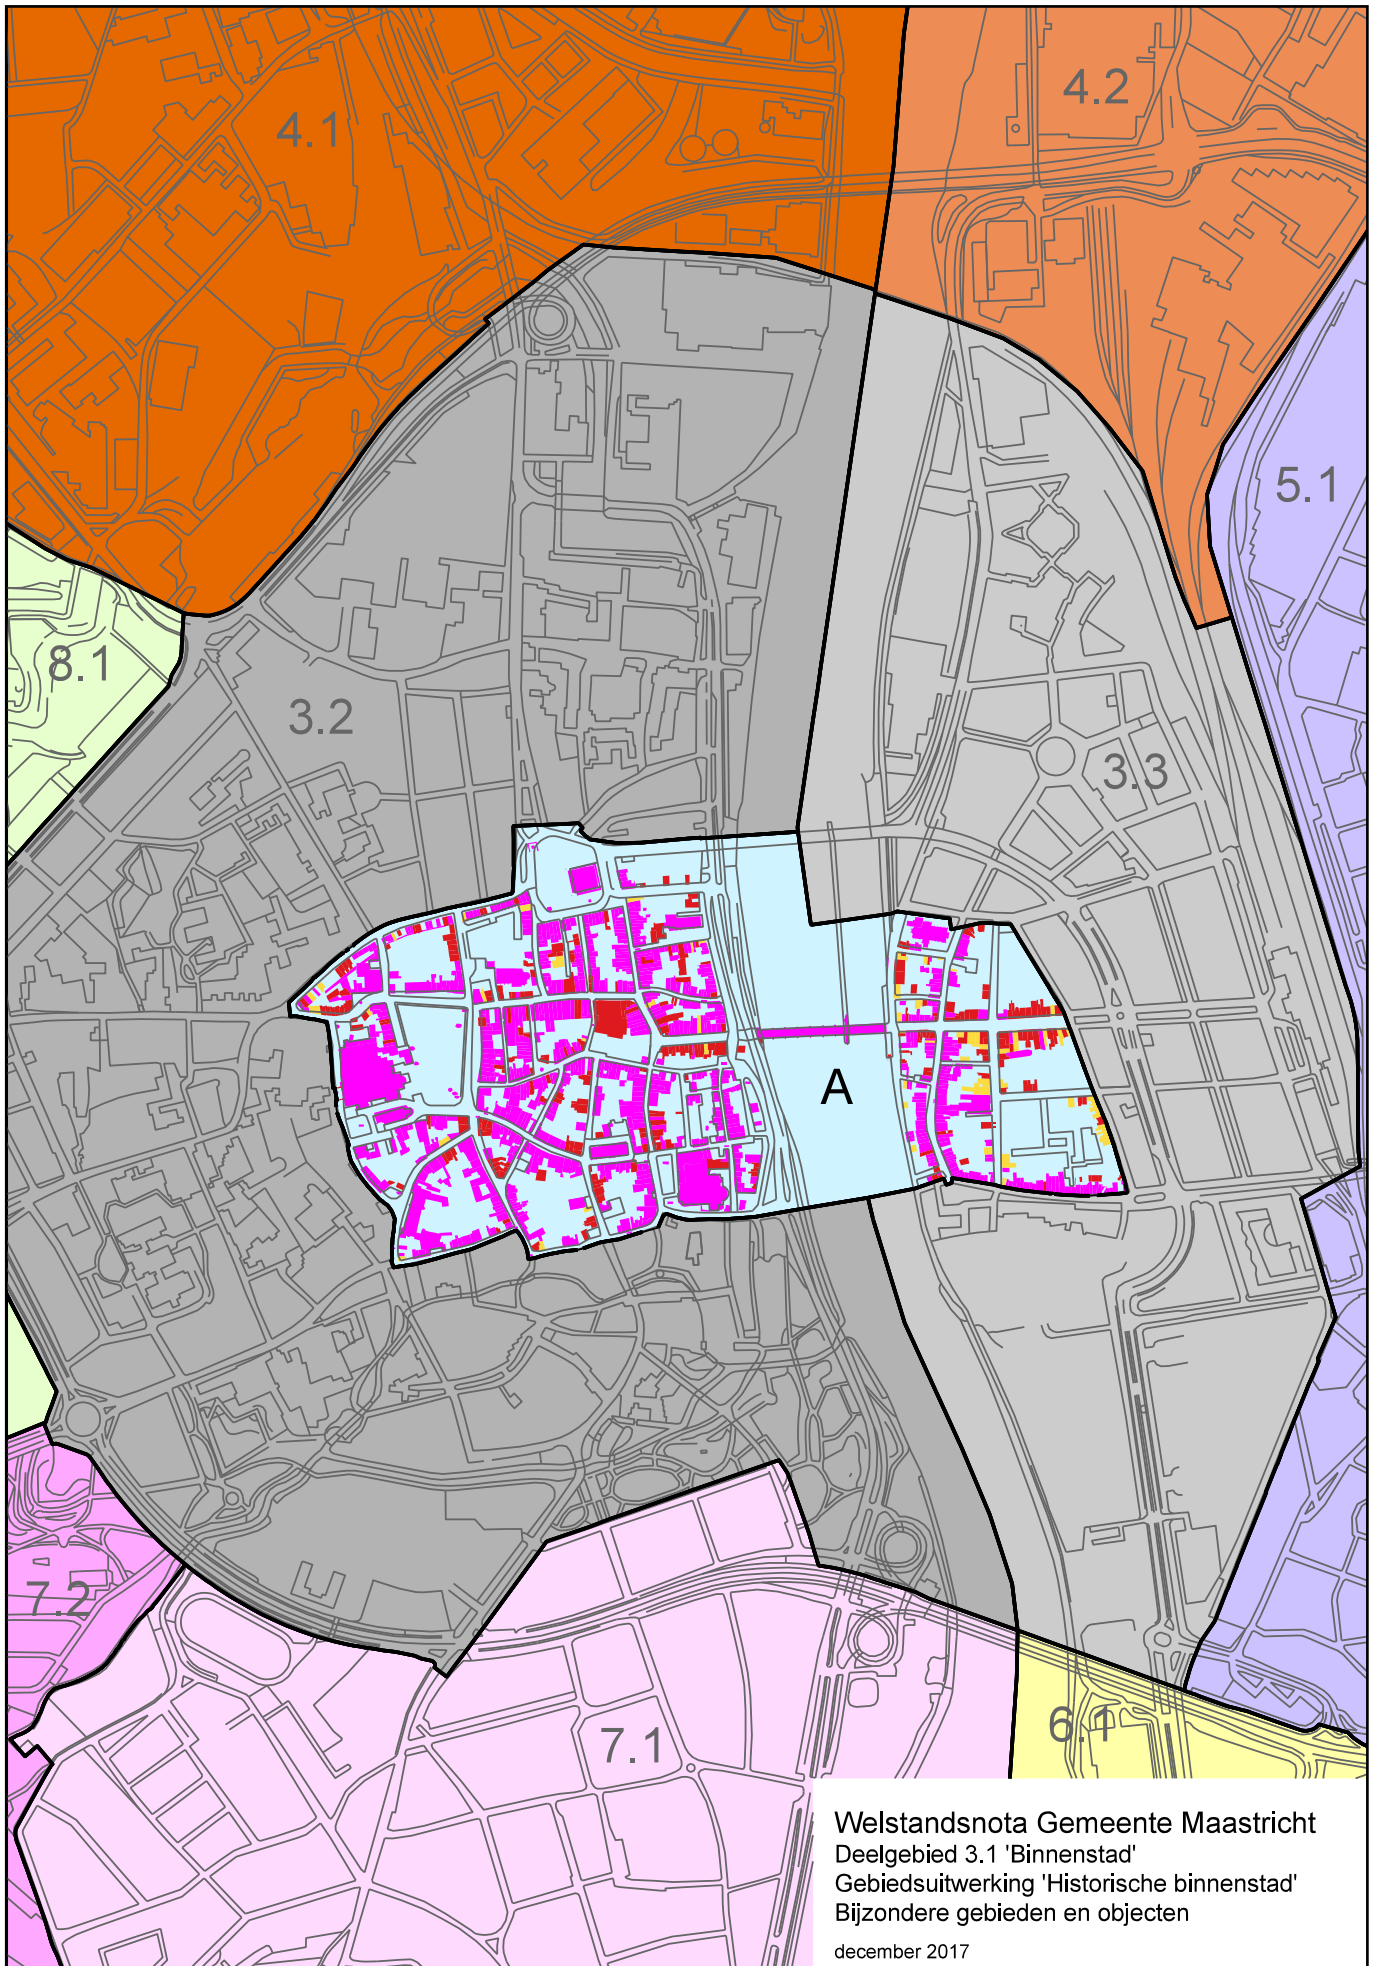 4.1
4.2
5.1
8.1
3.2
3.3
A
7.2
7.1
6.1
Welstandsnota Gemeente Maastricht
Deelgebied 3.1 'Binnenstad'
Gebiedsuitwerking 'Historische binnenstad'
Bijzondere gebieden en objecten
december 2017